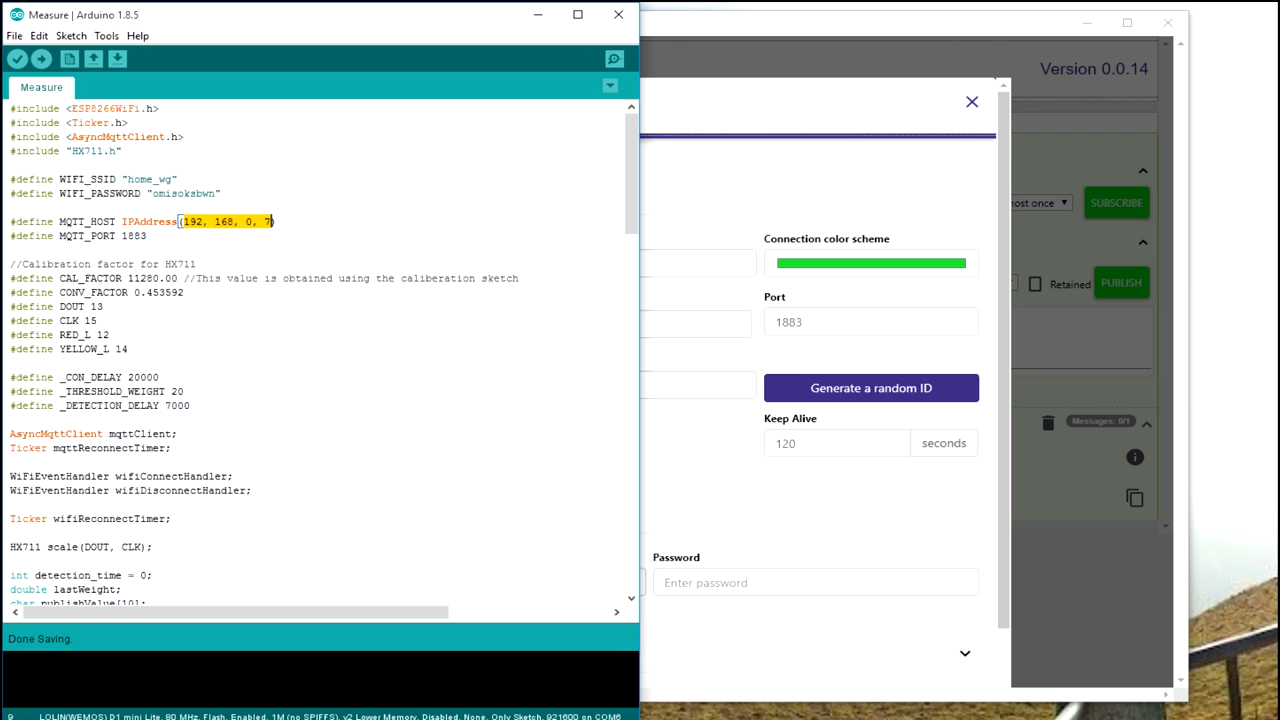 Measure | Arduino 1.8.5
File Edit Sketch Tools Help
Measure
#include <ESP8266WiFi.h>
#include <Ticker.h>
#include <AsyncMqttClient.h>
#include "HX711.h"
#define WIFI_SSID "home_wg"
#define WIFI_PASSWORD "omisoksbwn"
#define MQTT_HOST IPAddress(192, 168, 0, 7)
#define MQTT_PORT 1883
//Calibration factor for HX711
#define CAL_FACTOR 11280.00 //This value is obtained using the caliberation sketch
#define CONV_FACTOR 0.453592
#define DOUT 13
#define CLK 15
#define RED_L 12
#define YELLOW_L 14
#define _CON_DELAY 20000
#define _THRESHOLD_WEIGHT 20
#define _DETECTION_DELAY 7000
AsyncMqttClient mqttClient;
Ticker mqttReconnectTimer;
WiFiEventHandler wifiConnectHandler;
WiFiEventHandler wifiDisconnectHandler;
Ticker wifiReconnectTimer;
HX711 scale(DOUT, CLK);
int detection_time = 0;
double lastWeight;
char publishValue[10];
Done Saving.
9 LOLIN(WEMOS) D1 mini Lite, 80 MHz, Flash, Enabled, 1M (no SPIFFS), v2 Lower Memory, Disabled, None, Only Sketch, 921600 on COM6
Version 0.0.14
most once
SUBSCRIBE
Retained
PUBLISH
Messages: 0/1
Connection color scheme
Port
1883
Generate a random ID
Keep Alive
120 seconds
Password
Enter password